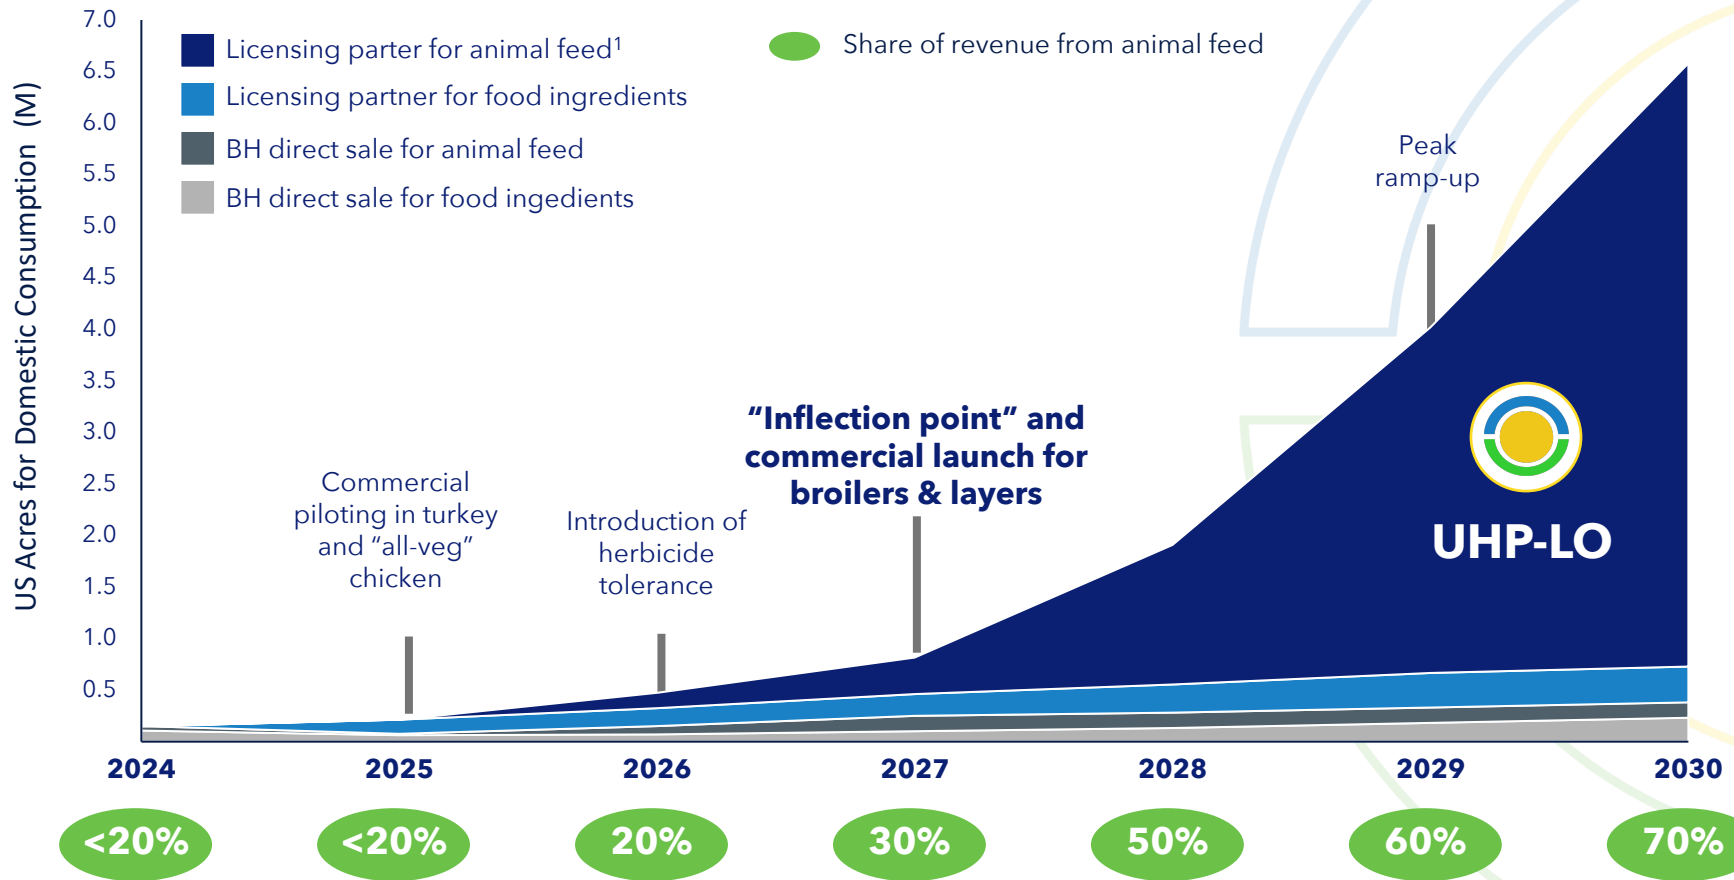 US Acres for Domestic Consumption (M)
7.0
6.5
6.0
5.5
5.0
4.5
4.0
3.5
3.0
2.5
2.0
1.5
1.0
0.5
Licensing parter for animal feed¹
Licensing partner for food ingredients
BH direct sale for animal feed
BH direct sale for food ingedients
Share of revenue from animal feed
Commercial
piloting in turkey
and “all-veg”
chicken
Introduction of
herbicide
tolerance
“Inflection point” and
commercial launch for
broilers & layers
Peak
ramp-up
UHP-LO
2024
2025
2026
2027
2028
2029
2030
<20%
<20%
20%
30%
50%
60%
70%